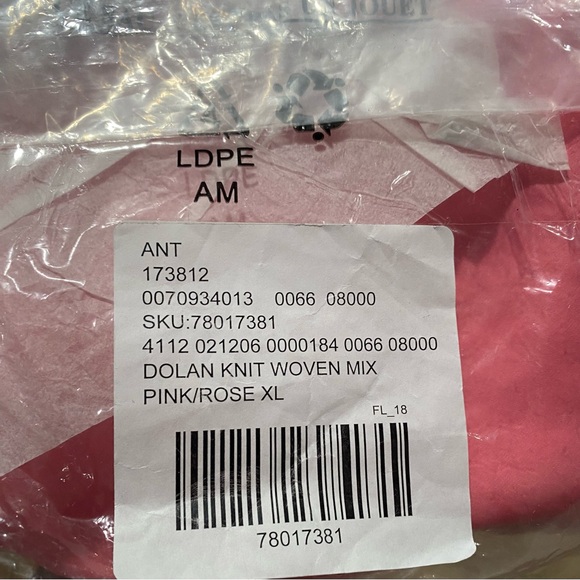 JOUET
LDPE
AM
ANT
173812
0070934013 0066 08000
SKU:78017381
4112 021206 0000184 0066 08000
DOLAN KNIT WOVEN MIX
PINK/ROSE XL
FL_18
78017381